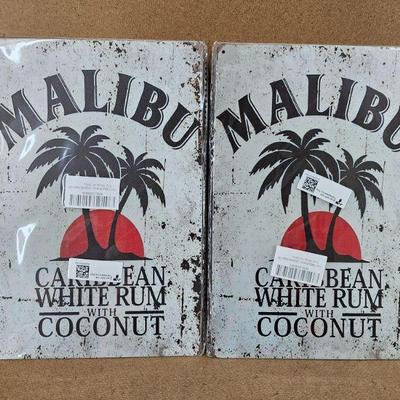 MALIBU
CARIBBEAN
WHITE RUM
WITH
COCONUT
MALIBU
CARIBBEAN
WHITE RUM
WITH
COCONUT